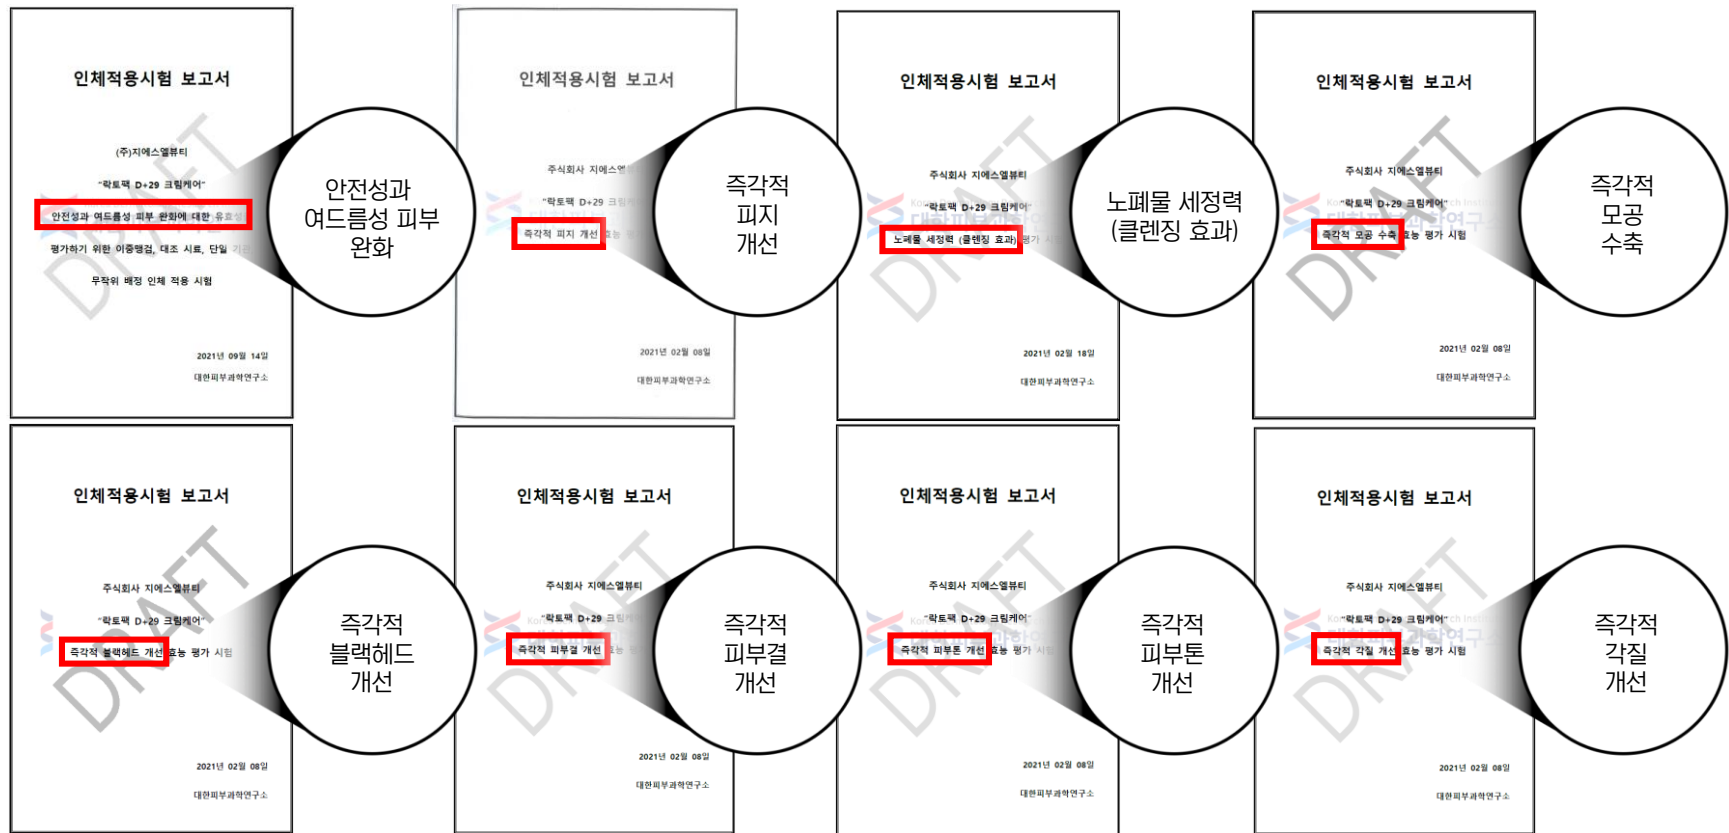 인체적용시험 보고서
(주)지에스엘뷰티
"락토팩 D+29 크림케어"
안전성과 여드름성 피부 완화에 대한 유효성
평가하기 위한 이중맹검, 대조 시료, 단일 기관
무작위 배정 인체 적용 시험
2021년 09월 14일
대한피부과학연구소
DRAFT
안전성과
여드름성 피부
완화
인체적용시험 보고서
주식회사 지에스엘
"락토팩 D+29 크림케어
즉각적 피지 개선 효능
2021년 02월 08일
대한피부과학연구소
즉각적
피지
개선
인체적용시험 보고서
주식회사 지에스엘뷰티
"락토팩 D+29 크림케어"
노폐물 세정력 (클렌징 효과) 평가 시험
2021년 02월 18일
대한피부과학연구소
DRAFT
노폐물 세정력
(클렌징 효과)
인체적용시험 보고서
주식회사 지에스엘뷰티
"락토팩 D+29 크림케어"
즉각적 모공 수축 효능 평가 시험
2021년 02월 08일
대한피부과학연구소
DRAFT
즉각적
모공
수축
인체적용시험 보고서
주식회사 지에스엘뷰티
"락토팩 D+29 크림케어"
즉각적 블랙헤드 개선 효능 평가 시험
2021년 02월 08일
대한피부과학연구소
DRAFT
즉각적
블랙헤드
개선
인체적용시험 보고서
주식회사 지에스엘뷰티
"락토팩 D+29 크림케어"
즉각적 피부결 개선 효능 평
2021년 02월 08일
대한피부과학연구소
DRAFT
즉각적
피부결
개선
인체적용시험 보고서
주식회사 지에스엘뷰티
"락토팩 D+29 크림케어"
즉각적 피부톤 개선 효능 평가 시험
2021년 02월 08일
대한피부과학연구소
DRAFT
즉각적
피부톤
개선
인체적용시험 보고서
주식회사 지에스엘뷰티
"락토팩 D+29 크림케어"
즉각적 각질 개선 효능 평가 시험
2021년 02월 08일
대한피부과학연구소
DRAFT
즉각적
각질
개선